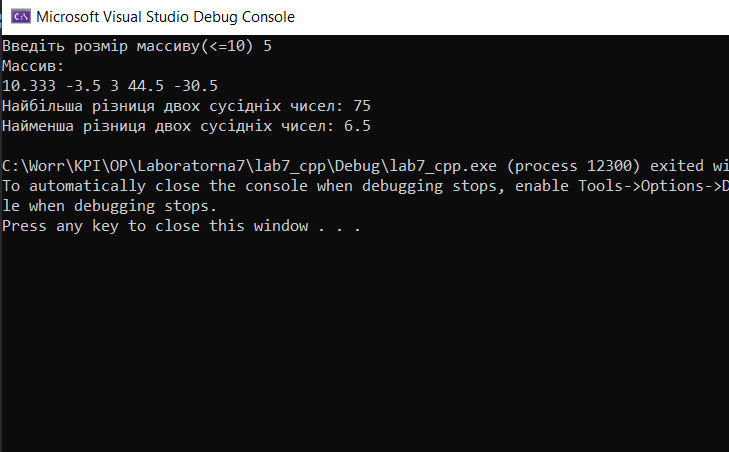 Microsoft Visual Studio Debug Console
Введіть розмір массиву(<=10) 5
Массив:
10.333 -3.5 3 44.5 -30.5
Найбільша різниця двох сусідніх чисел: 75
Найменша різниця двох сусідніх чисел: 6.5
C:\Worr\KPI\OP\Laboratorna7\lab7_cpp\Debug\lab7_cpp.exe (process 12300) exited wi
To automatically close the console when debugging stops, enable Tools->Options->D
le when debugging stops.
Press any key to close this window . . .